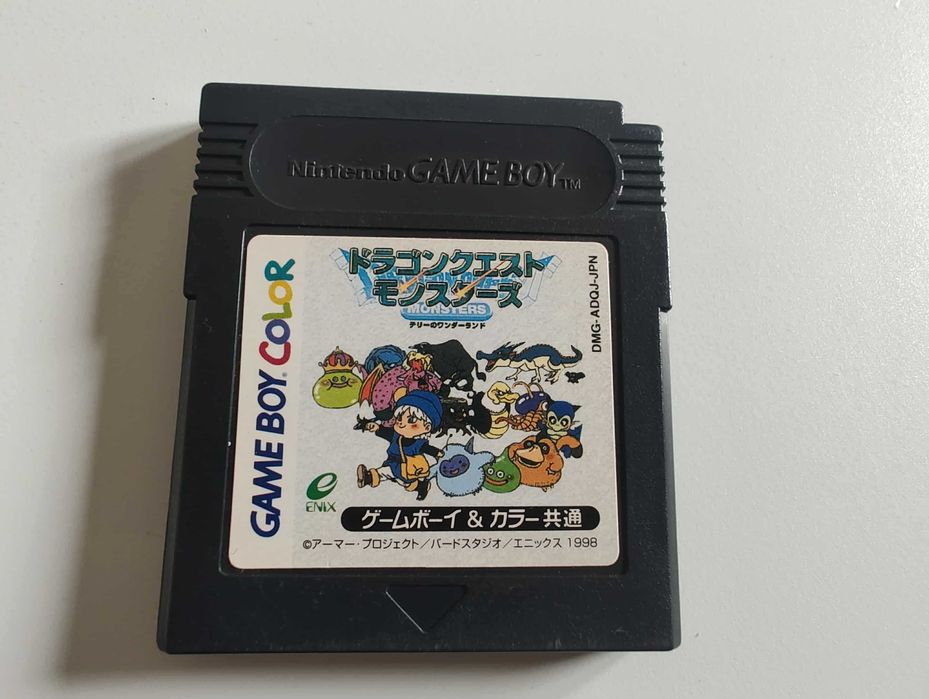 Nintendo GAME BOY TM
GAME BOY COLOR
ドラゴンクエスト
モンスターズ
MONSTERS
テリーのワンダーランド
DMG-ADQJ-JPN
ENIX
ゲームボーイ & カラー共通
©アーマー・プロジェクト／バードスタジオ／エニックス 1998